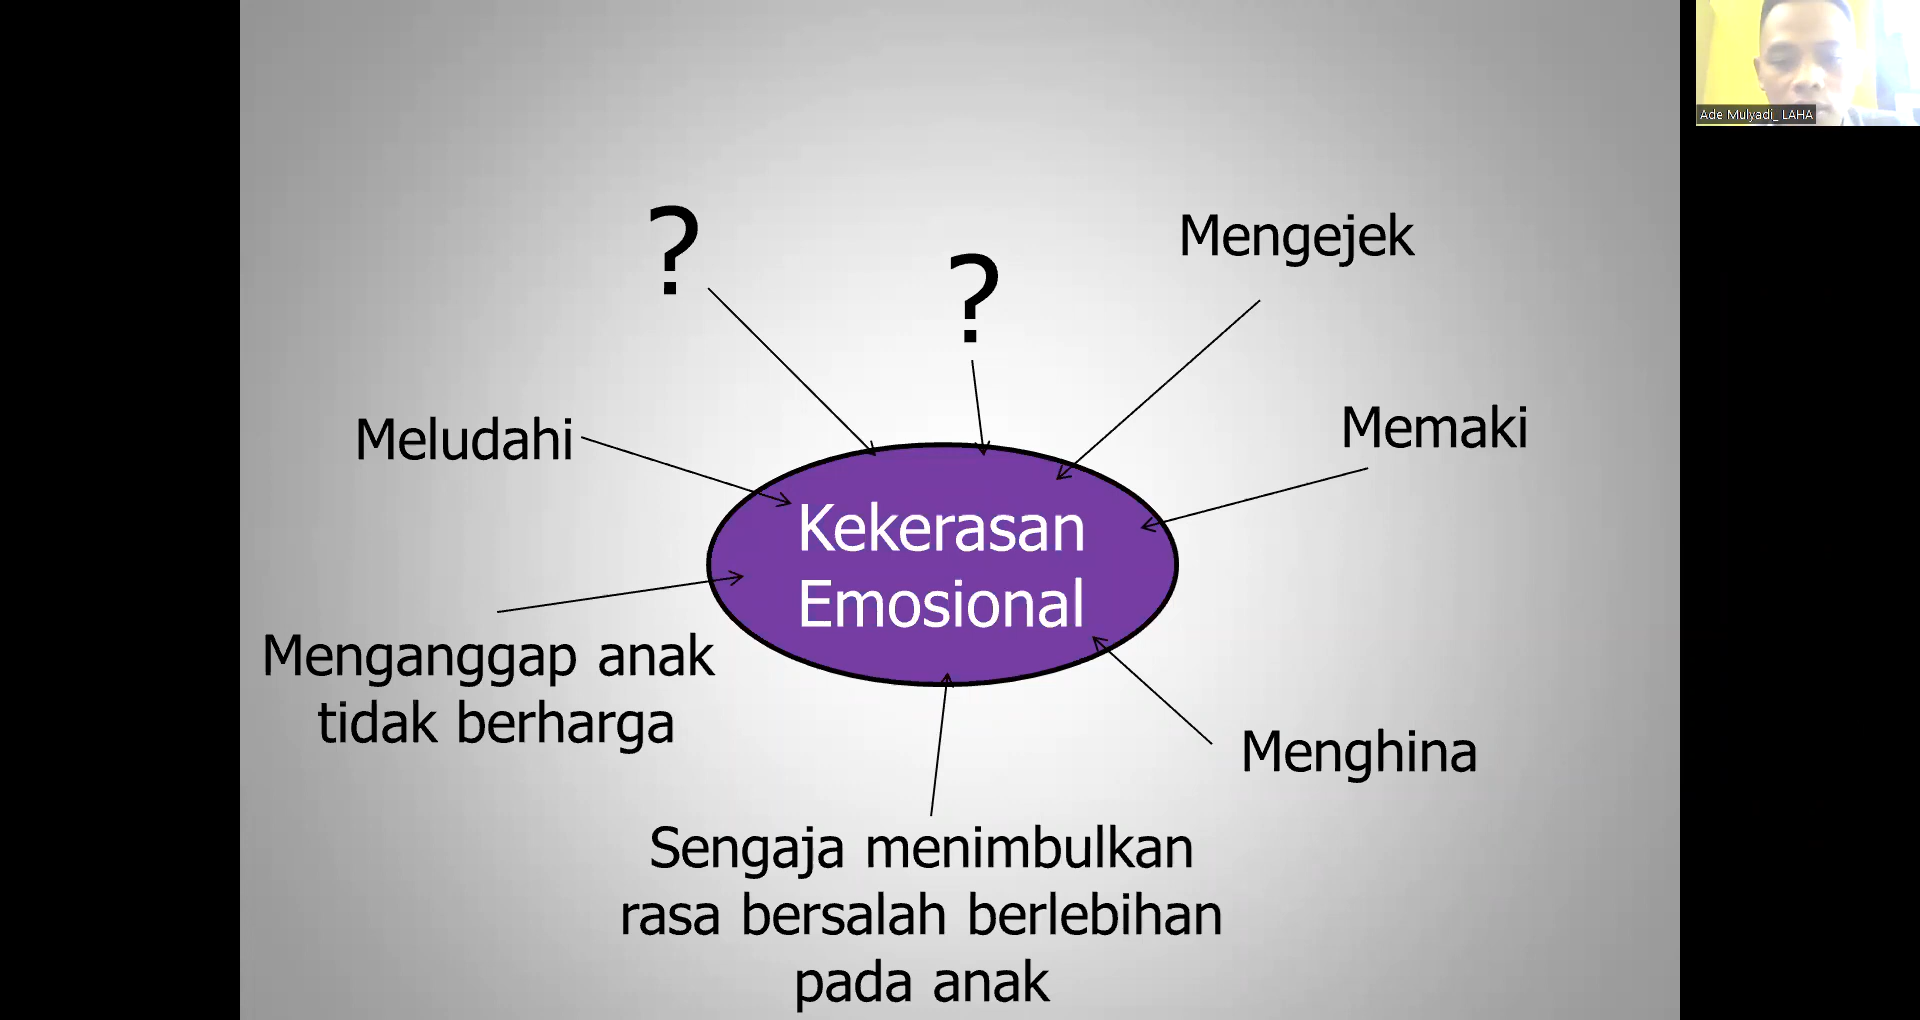 ?
?
Mengejek
Ade Mulyadi_ LAHA
Meludahi
Memaki
Kekerasan
Emosional
Menganggap anak
tidak berharga
Menghina
Sengaja menimbulkan
rasa bersalah berlebihan
pada anak